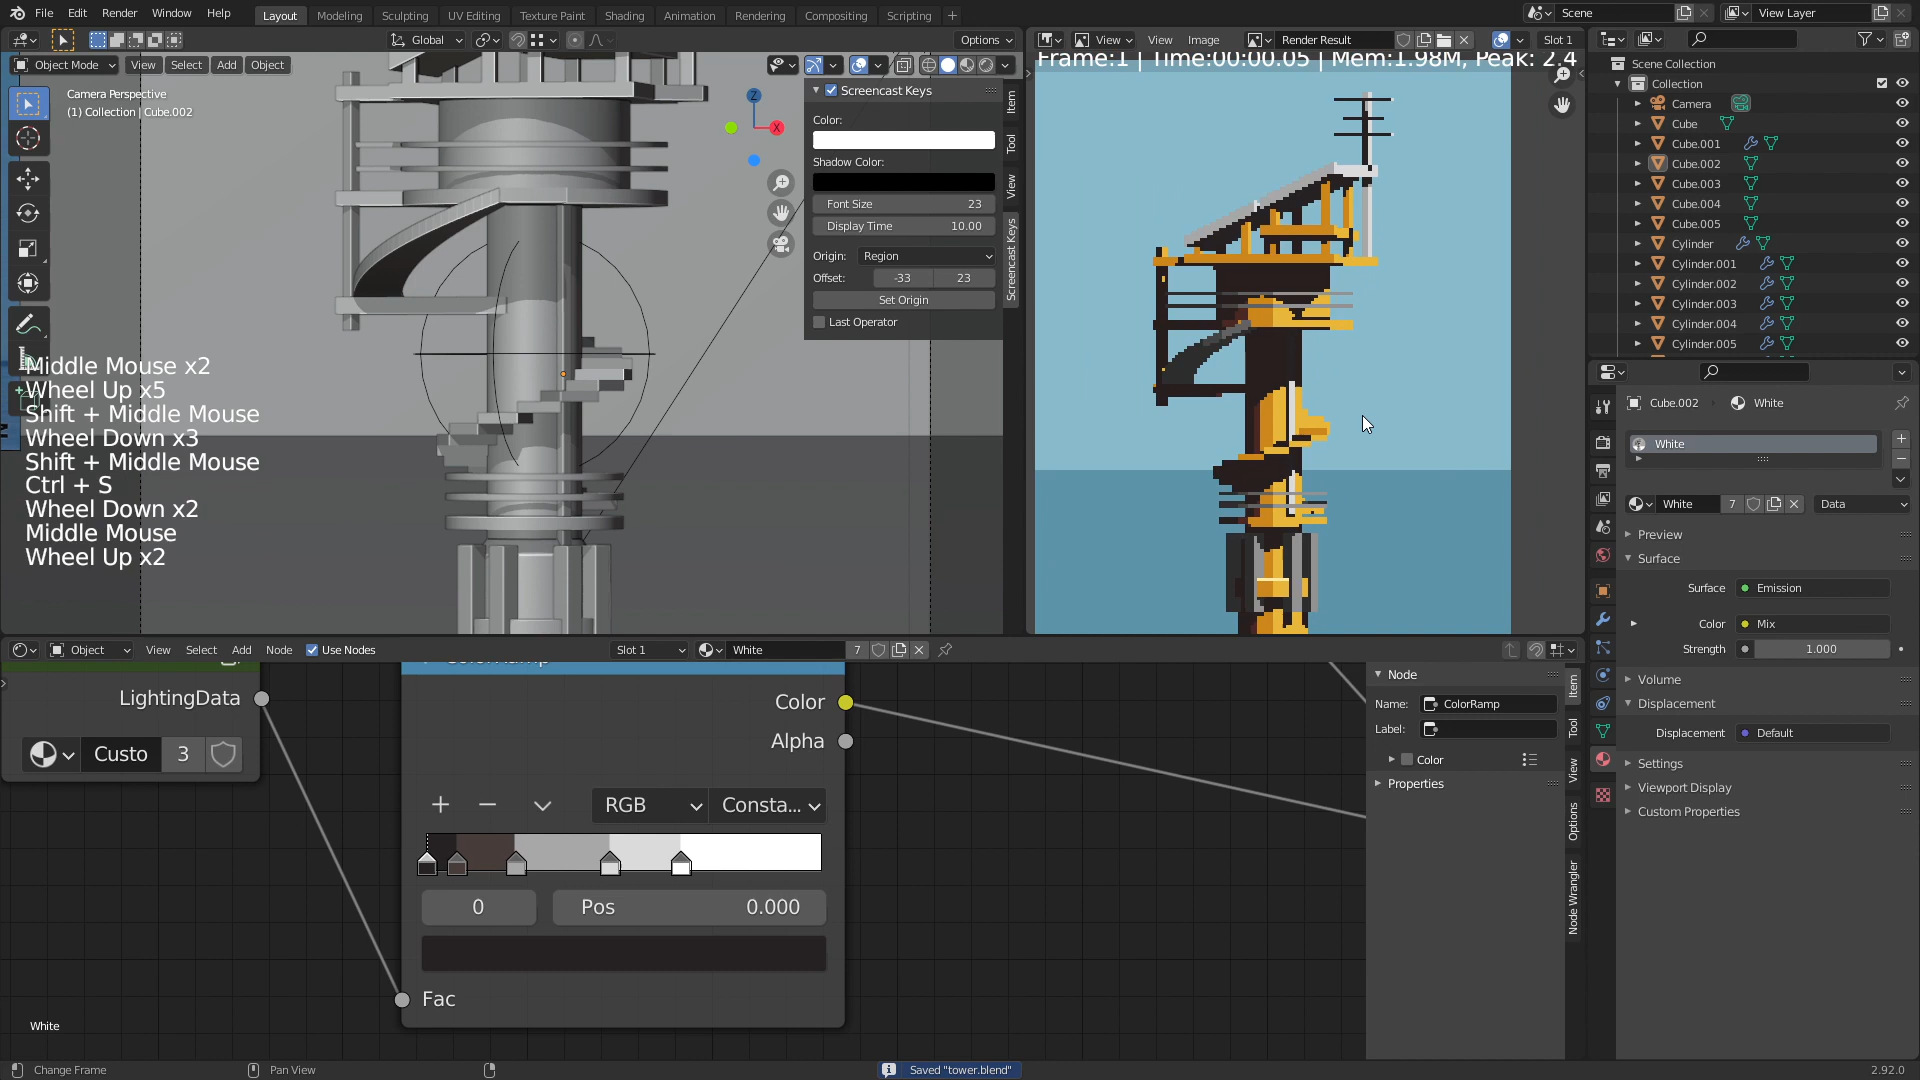 File Edit Render Window Help
Layout Modeling Sculpting UV Editing Texture Paint Shading Animation Rendering Compositing Scripting
Scene
View Layer
Global
Options
View View Image
Render Result
Slot 1
Object Mode View Select Add Object
Frame:1 | Time:00:00.05 | Mem:1.98M, Peak: 2.4
Camera Perspective
(1) Collection | Cube.002
Z
X
Screencast Keys
Color:
Shadow Color:
Font Size 23
Display Time 10.00
Origin: Region
Offset: -33 23
Set Origin
Last Operator
Item
Tool
View
Screencast Keys
Middle Mouse x2
Wheel Up x5
Shift + Middle Mouse
Wheel Down x3
Shift + Middle Mouse
Ctrl + S
Wheel Down x2
Middle Mouse
Wheel Up x2
Scene Collection
Collection
Camera
Cube
Cube.001
Cube.002
Cube.003
Cube.004
Cube.005
Cylinder
Cylinder.001
Cylinder.002
Cylinder.003
Cylinder.004
Cylinder.005
Cube.002 White
White
White 7 Data
Preview
Surface
Surface Emission
Color Mix
Strength 1.000
Volume
Displacement
Displacement Default
Settings
Viewport Display
Custom Properties
Object View Select Add Node Use Nodes
Slot 1
White 7
LightingData
Custo 3
Color
Alpha
RGB
Consta...
0
Pos 0.000
Fac
White
Node
Name: ColorRamp
Label:
Color
Properties
Item
Tool
View
Options
Node Wrangler
Change Frame
Pan View
Saved "tower.blend"
2.92.0